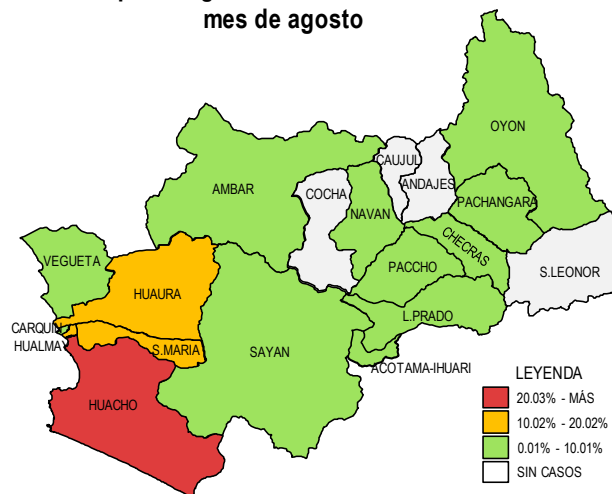 mes de agosto
OYON
CAUJUL
ANDAJES
COCHA
AMBAR
NAVAN
PACHANGARA
CHECRAS
VEGUETA
PACCHO
S.LEONOR
HUAURA
L.PRADO
CARQUIN
HUALMA
S.MARIA
SAYAN
ACOTAMA-IHUARI
HUACHO
LEYENDA
20.03% - MÁS
10.02% - 20.02%
0.01% - 10.01%
SIN CASOS